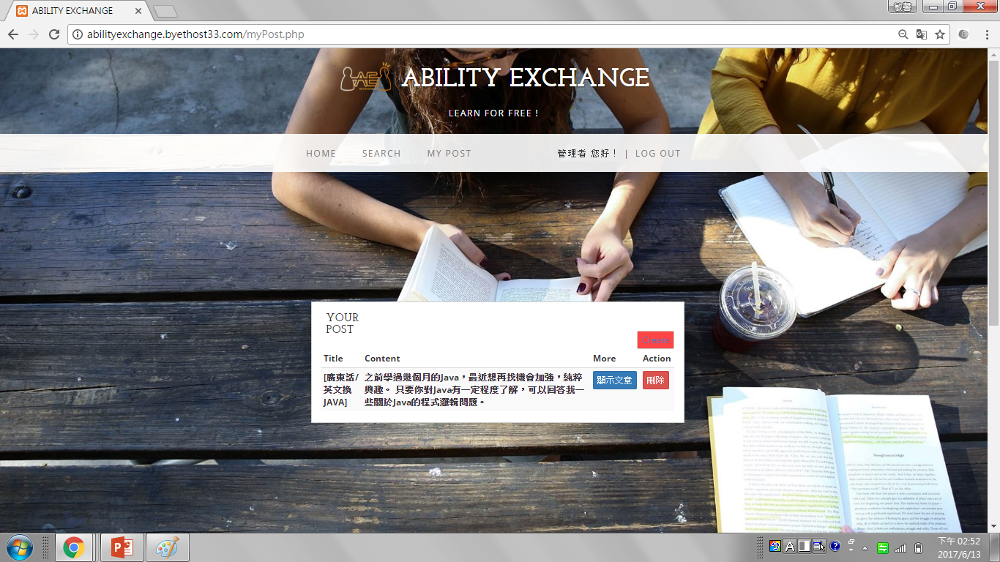 ABILITY EXCHANGE
敏馨
abilityexchange.byethost33.com/myPost.php
ABILITY EXCHANGE
LEARN FOR FREE !
HOME SEARCH MY POST 管理者 您好！ | LOG OUT
YOUR
POST
Create
Title Content More Action
[廣東話/ 之前學過幾個月的Java，最近想再找機會加強，純粹 顯示文章 刪除
英文換 興趣。 只要你對Java有一定程度了解，可以回答我一
JAVA] 些關於Java的程式邏輯問題。
下午 02:52
2017/6/13